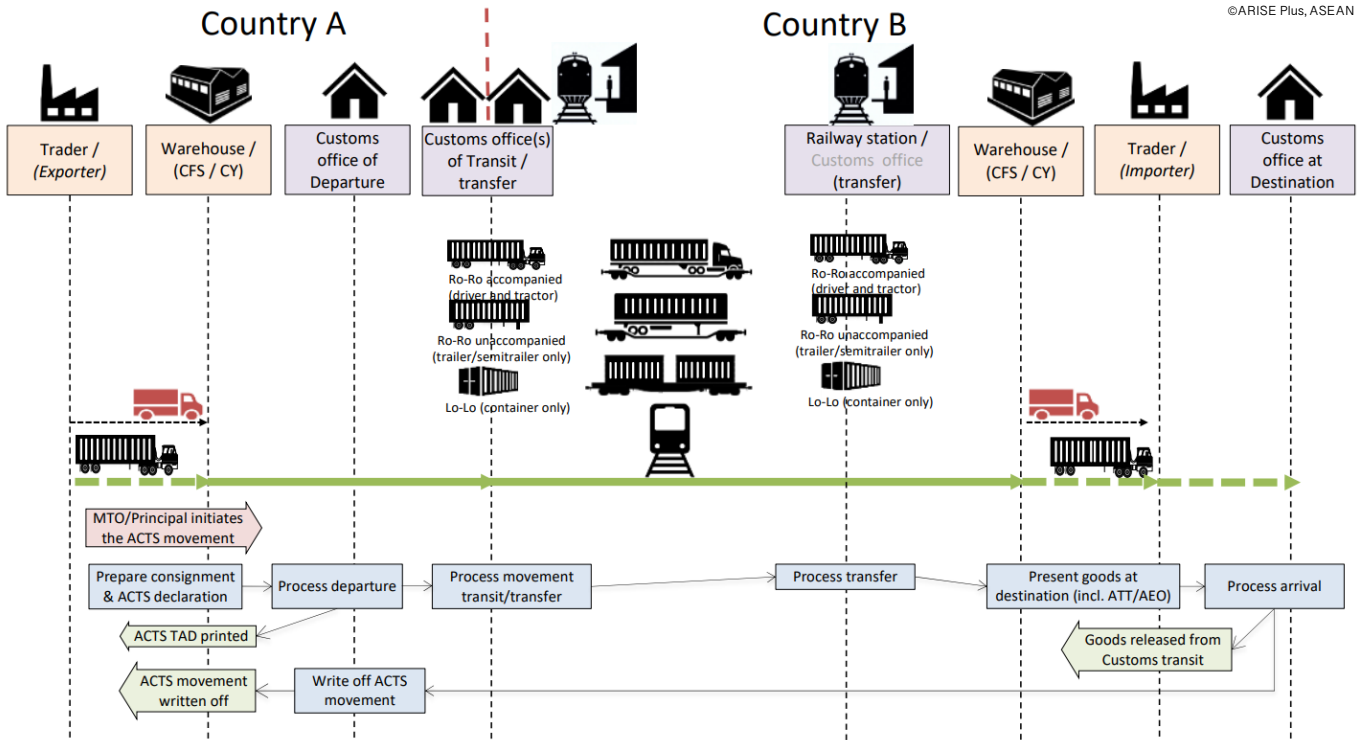 ©ARISE Plus, ASEAN
Country A
Country B
Trader /
(Exporter)
Warehouse /
(CFS / CY)
Customs
office of
Departure
Customs office(s)
of Transit /
transfer
Railway station /
Customs office
(transfer)
Warehouse /
(CFS / CY)
Trader /
(Importer)
Customs
office at
Destination
Ro-Ro accompanied
(driver and tractor)
Ro-Ro unaccompanied
(trailer/semitrailer only)
Lo-Lo (container only)
Ro-Ro accompanied
(driver and tractor)
Ro-Ro unaccompanied
(trailer/semitrailer only)
Lo-Lo (container only)
MTO/Principal initiates
the ACTS movement
Prepare consignment
& ACTS declaration
Process departure
Process movement
transit/transfer
Process transfer
Present goods at
destination (incl. ATT/AEO)
Process arrival
ACTS TAD printed
Goods released from
Customs transit
ACTS movement
written off
Write off ACTS
movement